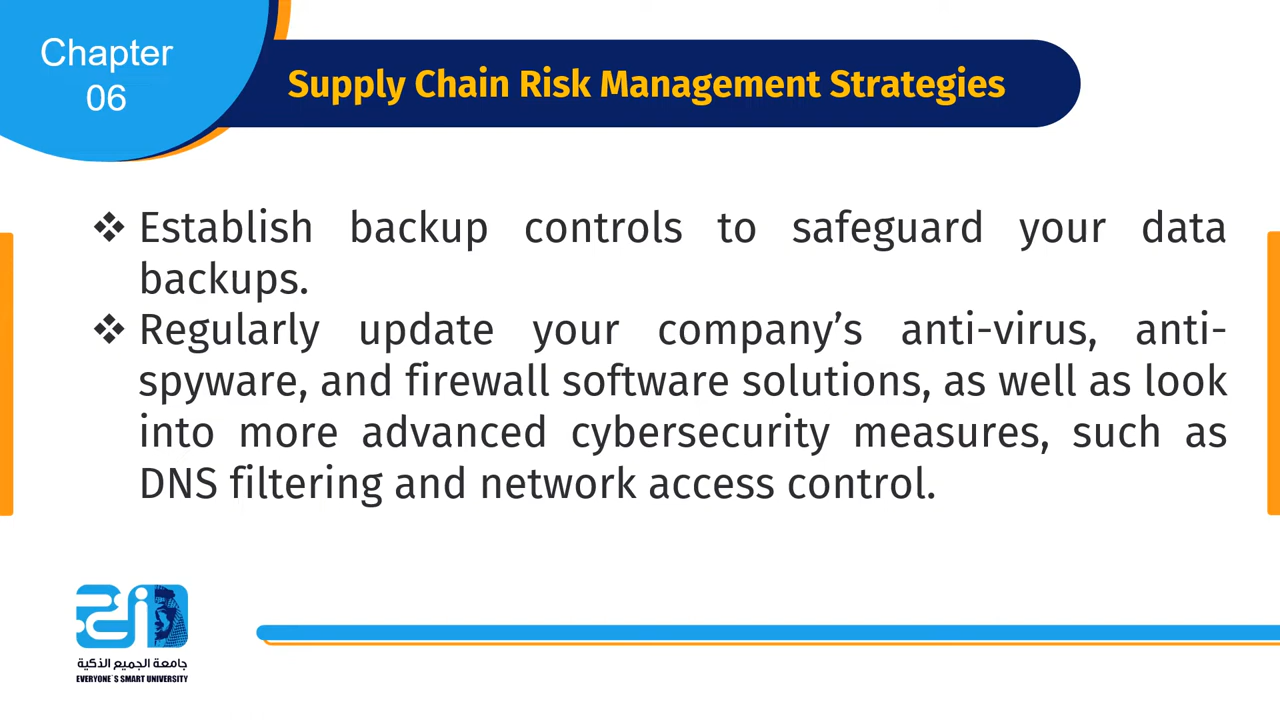 Chapter
06
Supply Chain Risk Management Strategies
❖ Establish backup controls to safeguard your data
backups.
❖ Regularly update your company’s anti-virus, anti-
spyware, and firewall software solutions, as well as look
into more advanced cybersecurity measures, such as
DNS filtering and network access control.
جامعة الجميع الذكية
EVERYONE`S SMART UNIVERSITY